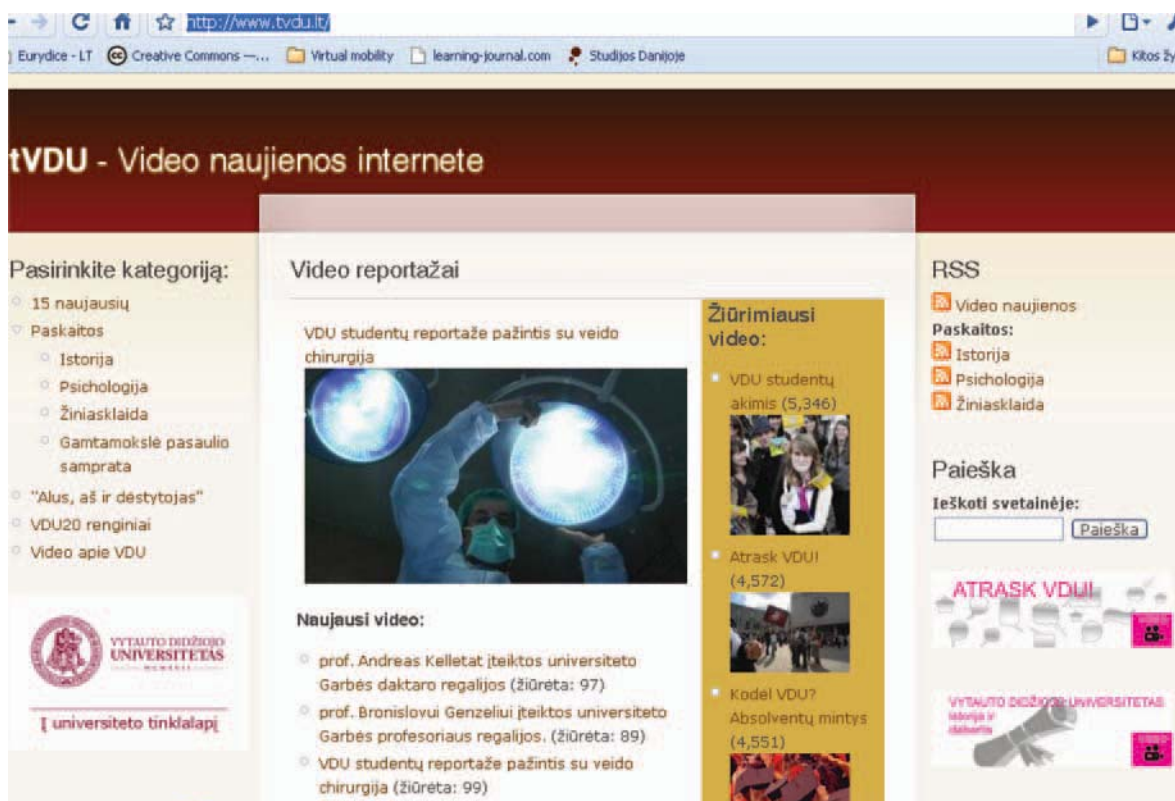 http://www.tvdu.lt/
Eurydice - LT Creative Commons —... Virtual mobility learning-journal.com Studijos Danijoje Kitos žy
tVDU - Video naujienos internete
Pasirinkite kategoriją:
15 naujausių
Paskaitos
Istorija
Psichologija
Žiniasklaida
Gamtamokslė pasaulio
samprata
"Alus, aš ir dėstytojas"
VDU20 renginiai
Video apie VDU
VYTAUTO DIDŽIOJO
UNIVERSITETAS
Į universiteto tinklalapį
Video reportažai
VDU studentų reportaže pažintis su veido
chirurgija
Naujausi video:
prof. Andreas Kelletat įteiktos universiteto
Garbės daktaro regalijos (žiūrėta: 97)
prof. Bronislovui Genzeliui įteiktos universiteto
Garbės profesoriaus regalijos. (žiūrėta: 89)
VDU studentų reportaže pažintis su veido
chirurgija (žiūrėta: 99)
Žiūrimiausi
video:
VDU studentų
akimis (5,346)
Atrask VDU!
(4,572)
Kodėl VDU?
Absolventų mintys
(4,551)
RSS
Video naujienos
Paskaitos:
Istorija
Psichologija
Žiniasklaida
Paieška
Ieškoti svetainėje:
Paieška
ATRASK VDU!
VYTAUTO DIDŽIOJO UNIVERSITETAS
istorija ir